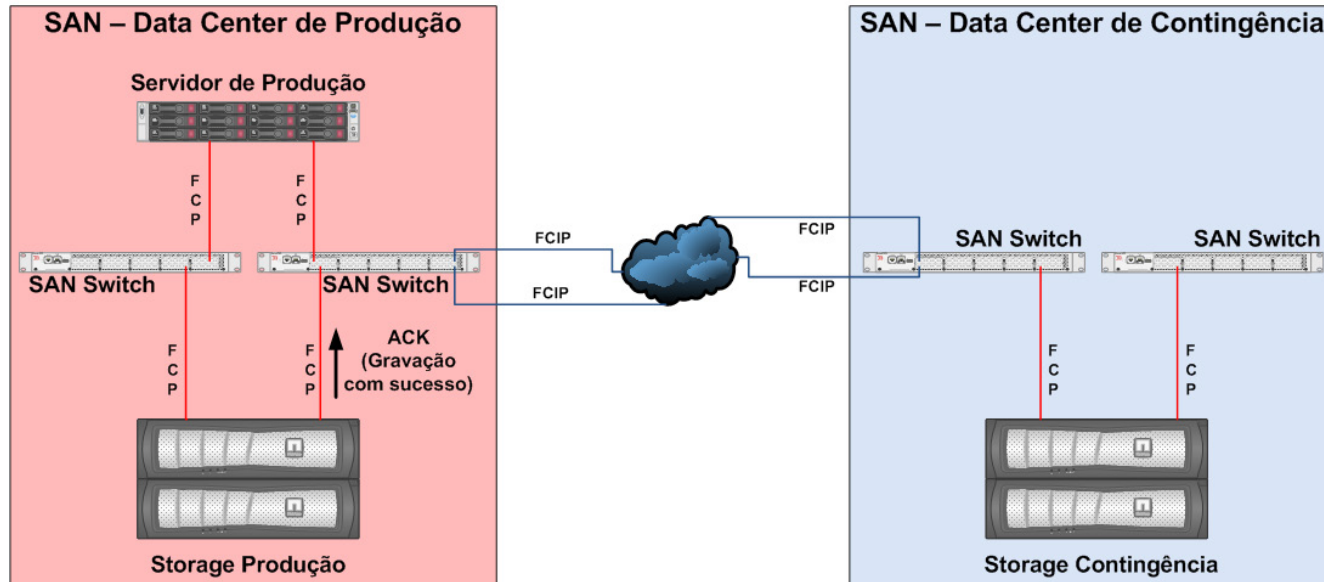 SAN – Data Center de Produção
SAN – Data Center de Contingência
Servidor de Produção
F
C
P
F
C
P
FCIP
FCIP
SAN Switch
SAN Switch
SAN Switch
SAN Switch
FCIP
FCIP
F
C
P
F
C
P
ACK
(Gravação
com sucesso)
F
C
P
F
C
P
Storage Produção
Storage Contingência